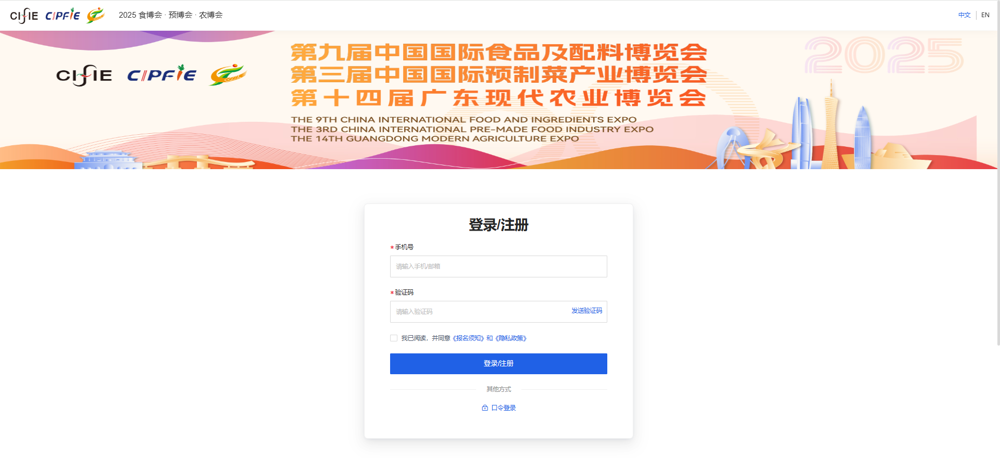 CIFIE CIPFIE 2025 食博会 · 预博会 · 农博会
中文 EN
CIFIE CIPFIE
第九届中国国际食品及配料博览会
第三届中国国际预制菜产业博览会
第十四届广东现代农业博览会
THE 9TH CHINA INTERNATIONAL FOOD AND INGREDIENTS EXPO
THE 3RD CHINA INTERNATIONAL PRE-MADE FOOD INDUSTRY EXPO
THE 14TH GUANGDONG MODERN AGRICULTURE EXPO
2025
登录/注册
*手机号
请输入手机/邮箱
*验证码
请输入验证码 发送验证码
我已阅读，并同意《报名须知》和《隐私政策》
登录/注册
其他方式
口令登录